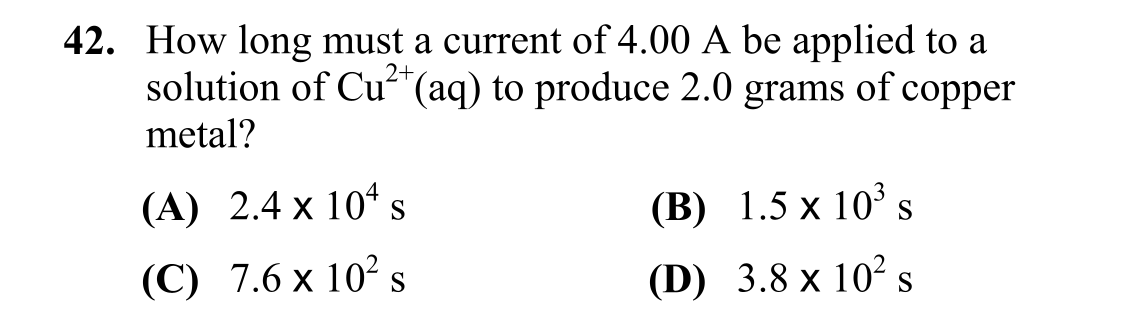 42. How long must a current of 4.00 A be applied to a
solution of Cu²⁺(aq) to produce 2.0 grams of copper
metal?
(A) 2.4 x 10⁴ s (B) 1.5 x 10³ s
(C) 7.6 x 10² s (D) 3.8 x 10² s